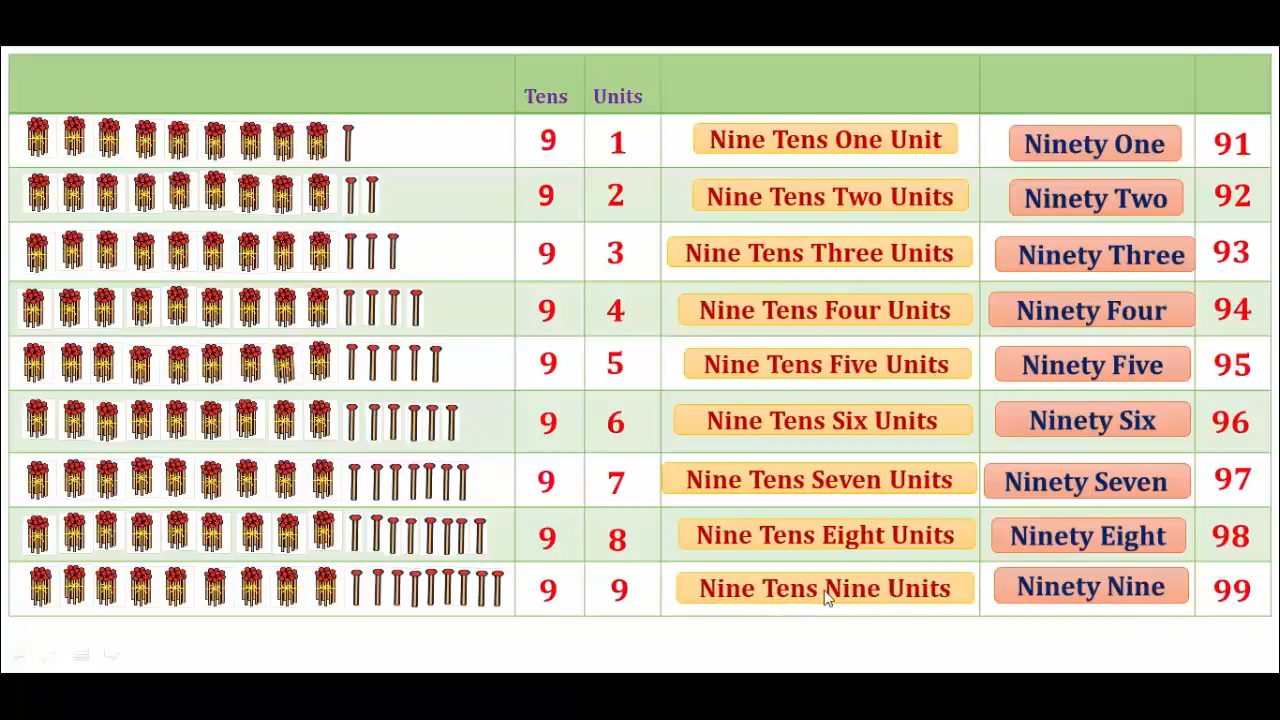 Tens Units
9 1 Nine Tens One Unit Ninety One 91
9 2 Nine Tens Two Units Ninety Two 92
9 3 Nine Tens Three Units Ninety Three 93
9 4 Nine Tens Four Units Ninety Four 94
9 5 Nine Tens Five Units Ninety Five 95
9 6 Nine Tens Six Units Ninety Six 96
9 7 Nine Tens Seven Units Ninety Seven 97
9 8 Nine Tens Eight Units Ninety Eight 98
9 9 Nine Tens Nine Units Ninety Nine 99